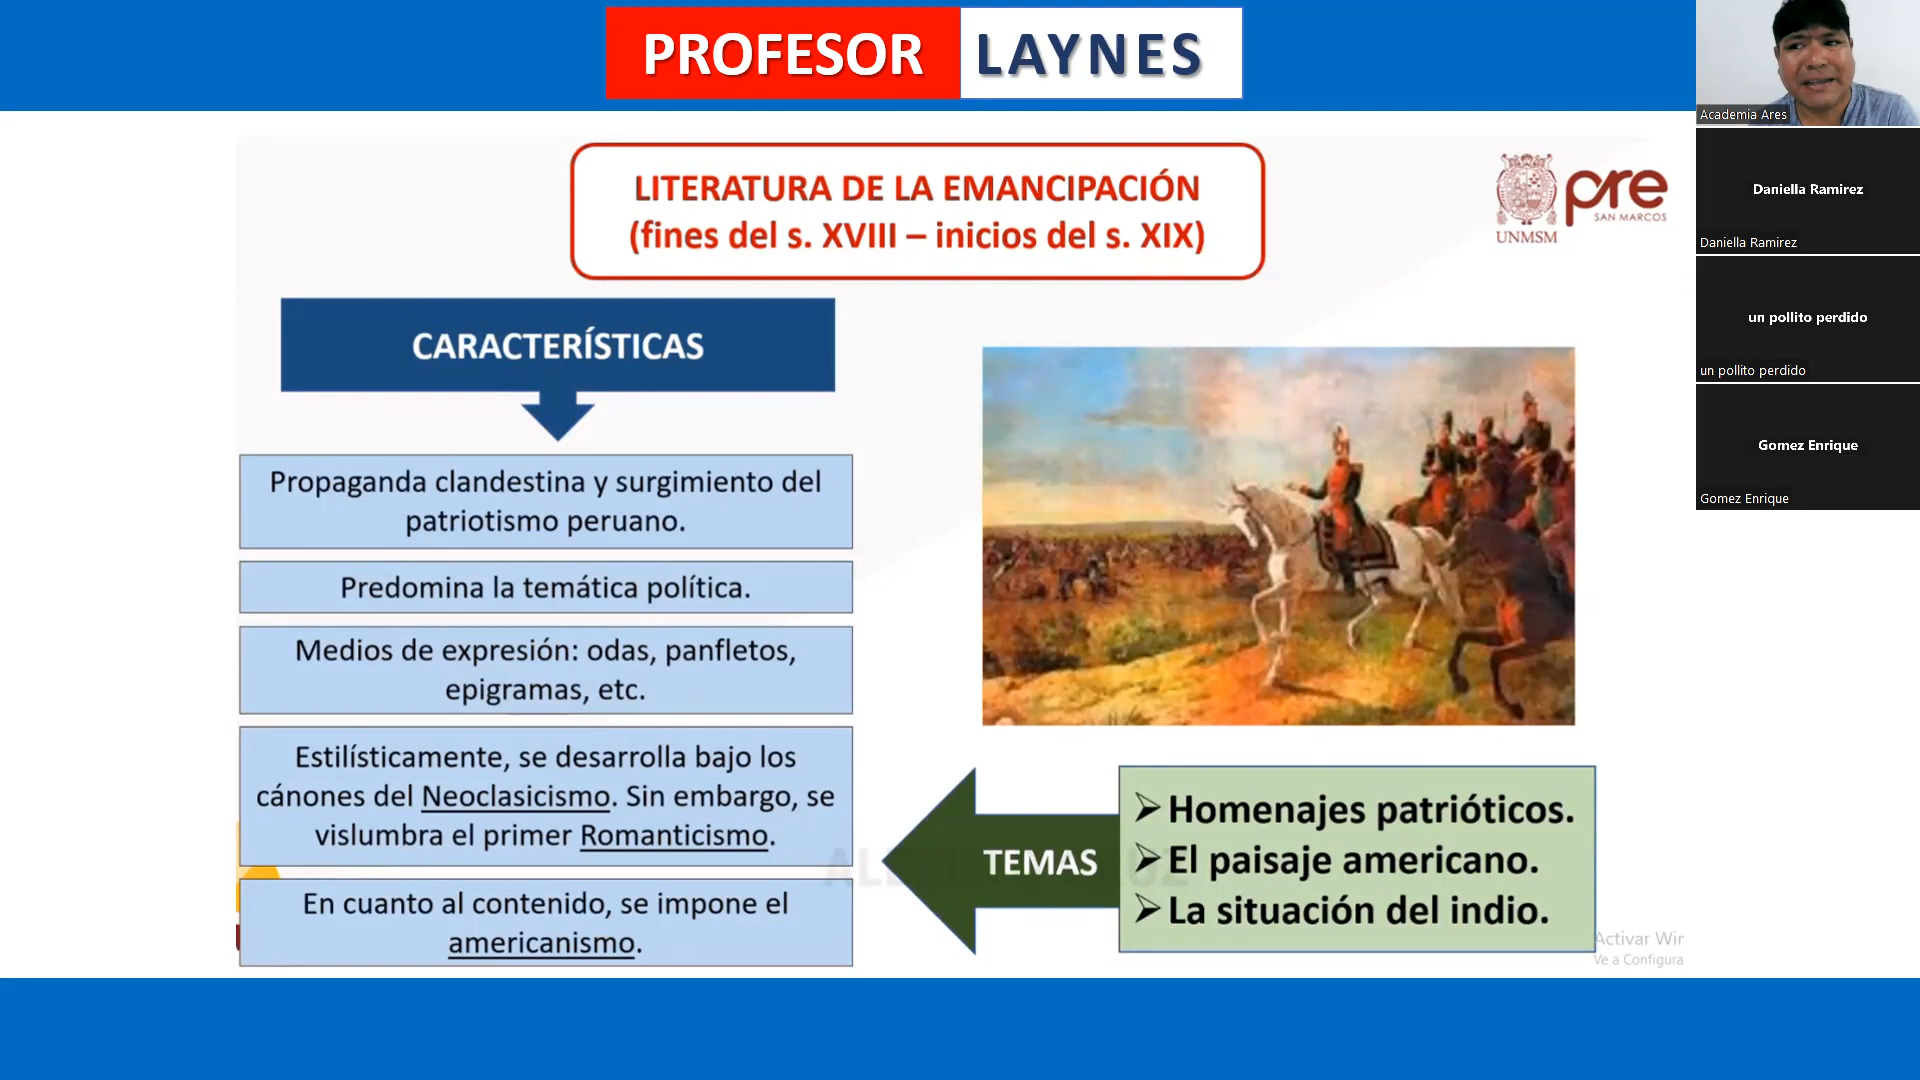 PROFESOR LAYNES
LITERATURA DE LA EMANCIPACIÓN
(fines del s. XVIII – inicios del s. XIX)
UNMSM
pre
SAN MARCOS
CARACTERÍSTICAS
Propaganda clandestina y surgimiento del
patriotismo peruano.
Predomina la temática política.
Medios de expresión: odas, panfletos,
epigramas, etc.
Estilísticamente, se desarrolla bajo los
cánones del Neoclasicismo. Sin embargo, se
vislumbra el primer Romanticismo.
En cuanto al contenido, se impone el
americanismo.
TEMAS
➢Homenajes patrióticos.
➢El paisaje americano.
➢La situación del indio.
Activar Wir
Ve a Configura
Academia Ares
Daniella Ramirez
Daniella Ramirez
un pollito perdido
un pollito perdido
Gomez Enrique
Gomez Enrique